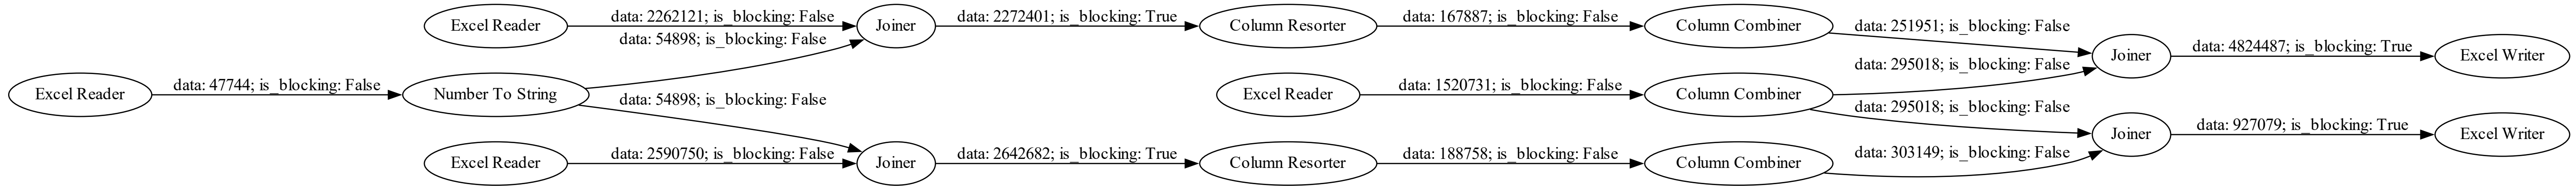 Excel Reader
data: 2262121; is_blocking: False
Joiner
data: 2272401; is_blocking: True
Column Resorter
data: 167887; is_blocking: False
Column Combiner
data: 251951; is_blocking: False
data: 54898; is_blocking: False
Joiner
data: 4824487; is_blocking: True
Excel Writer
data: 295018; is_blocking: False
Excel Reader
data: 47744; is_blocking: False
Number To String
Excel Reader
data: 1520731; is_blocking: False
Column Combiner
data: 54898; is_blocking: False
data: 295018; is_blocking: False
Joiner
data: 927079; is_blocking: True
Excel Writer
Excel Reader
data: 2590750; is_blocking: False
Joiner
data: 2642682; is_blocking: True
Column Resorter
data: 188758; is_blocking: False
Column Combiner
data: 303149; is_blocking: False